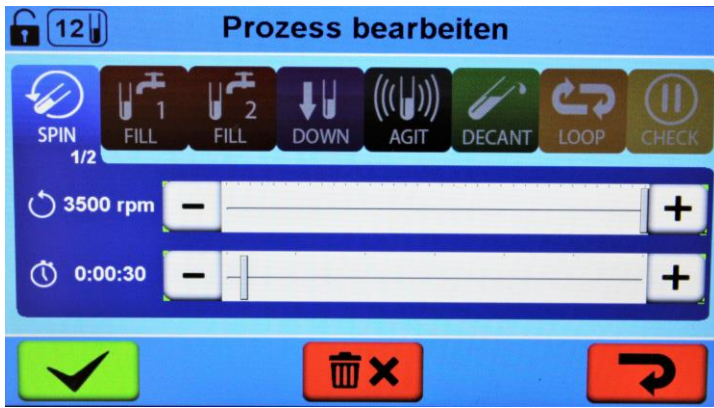 12 Prozess bearbeiten
SPIN 1 FILL 2 FILL DOWN AGIT DECANT LOOP CHECK
1/2
3500 rpm - +
0:00:30 - +